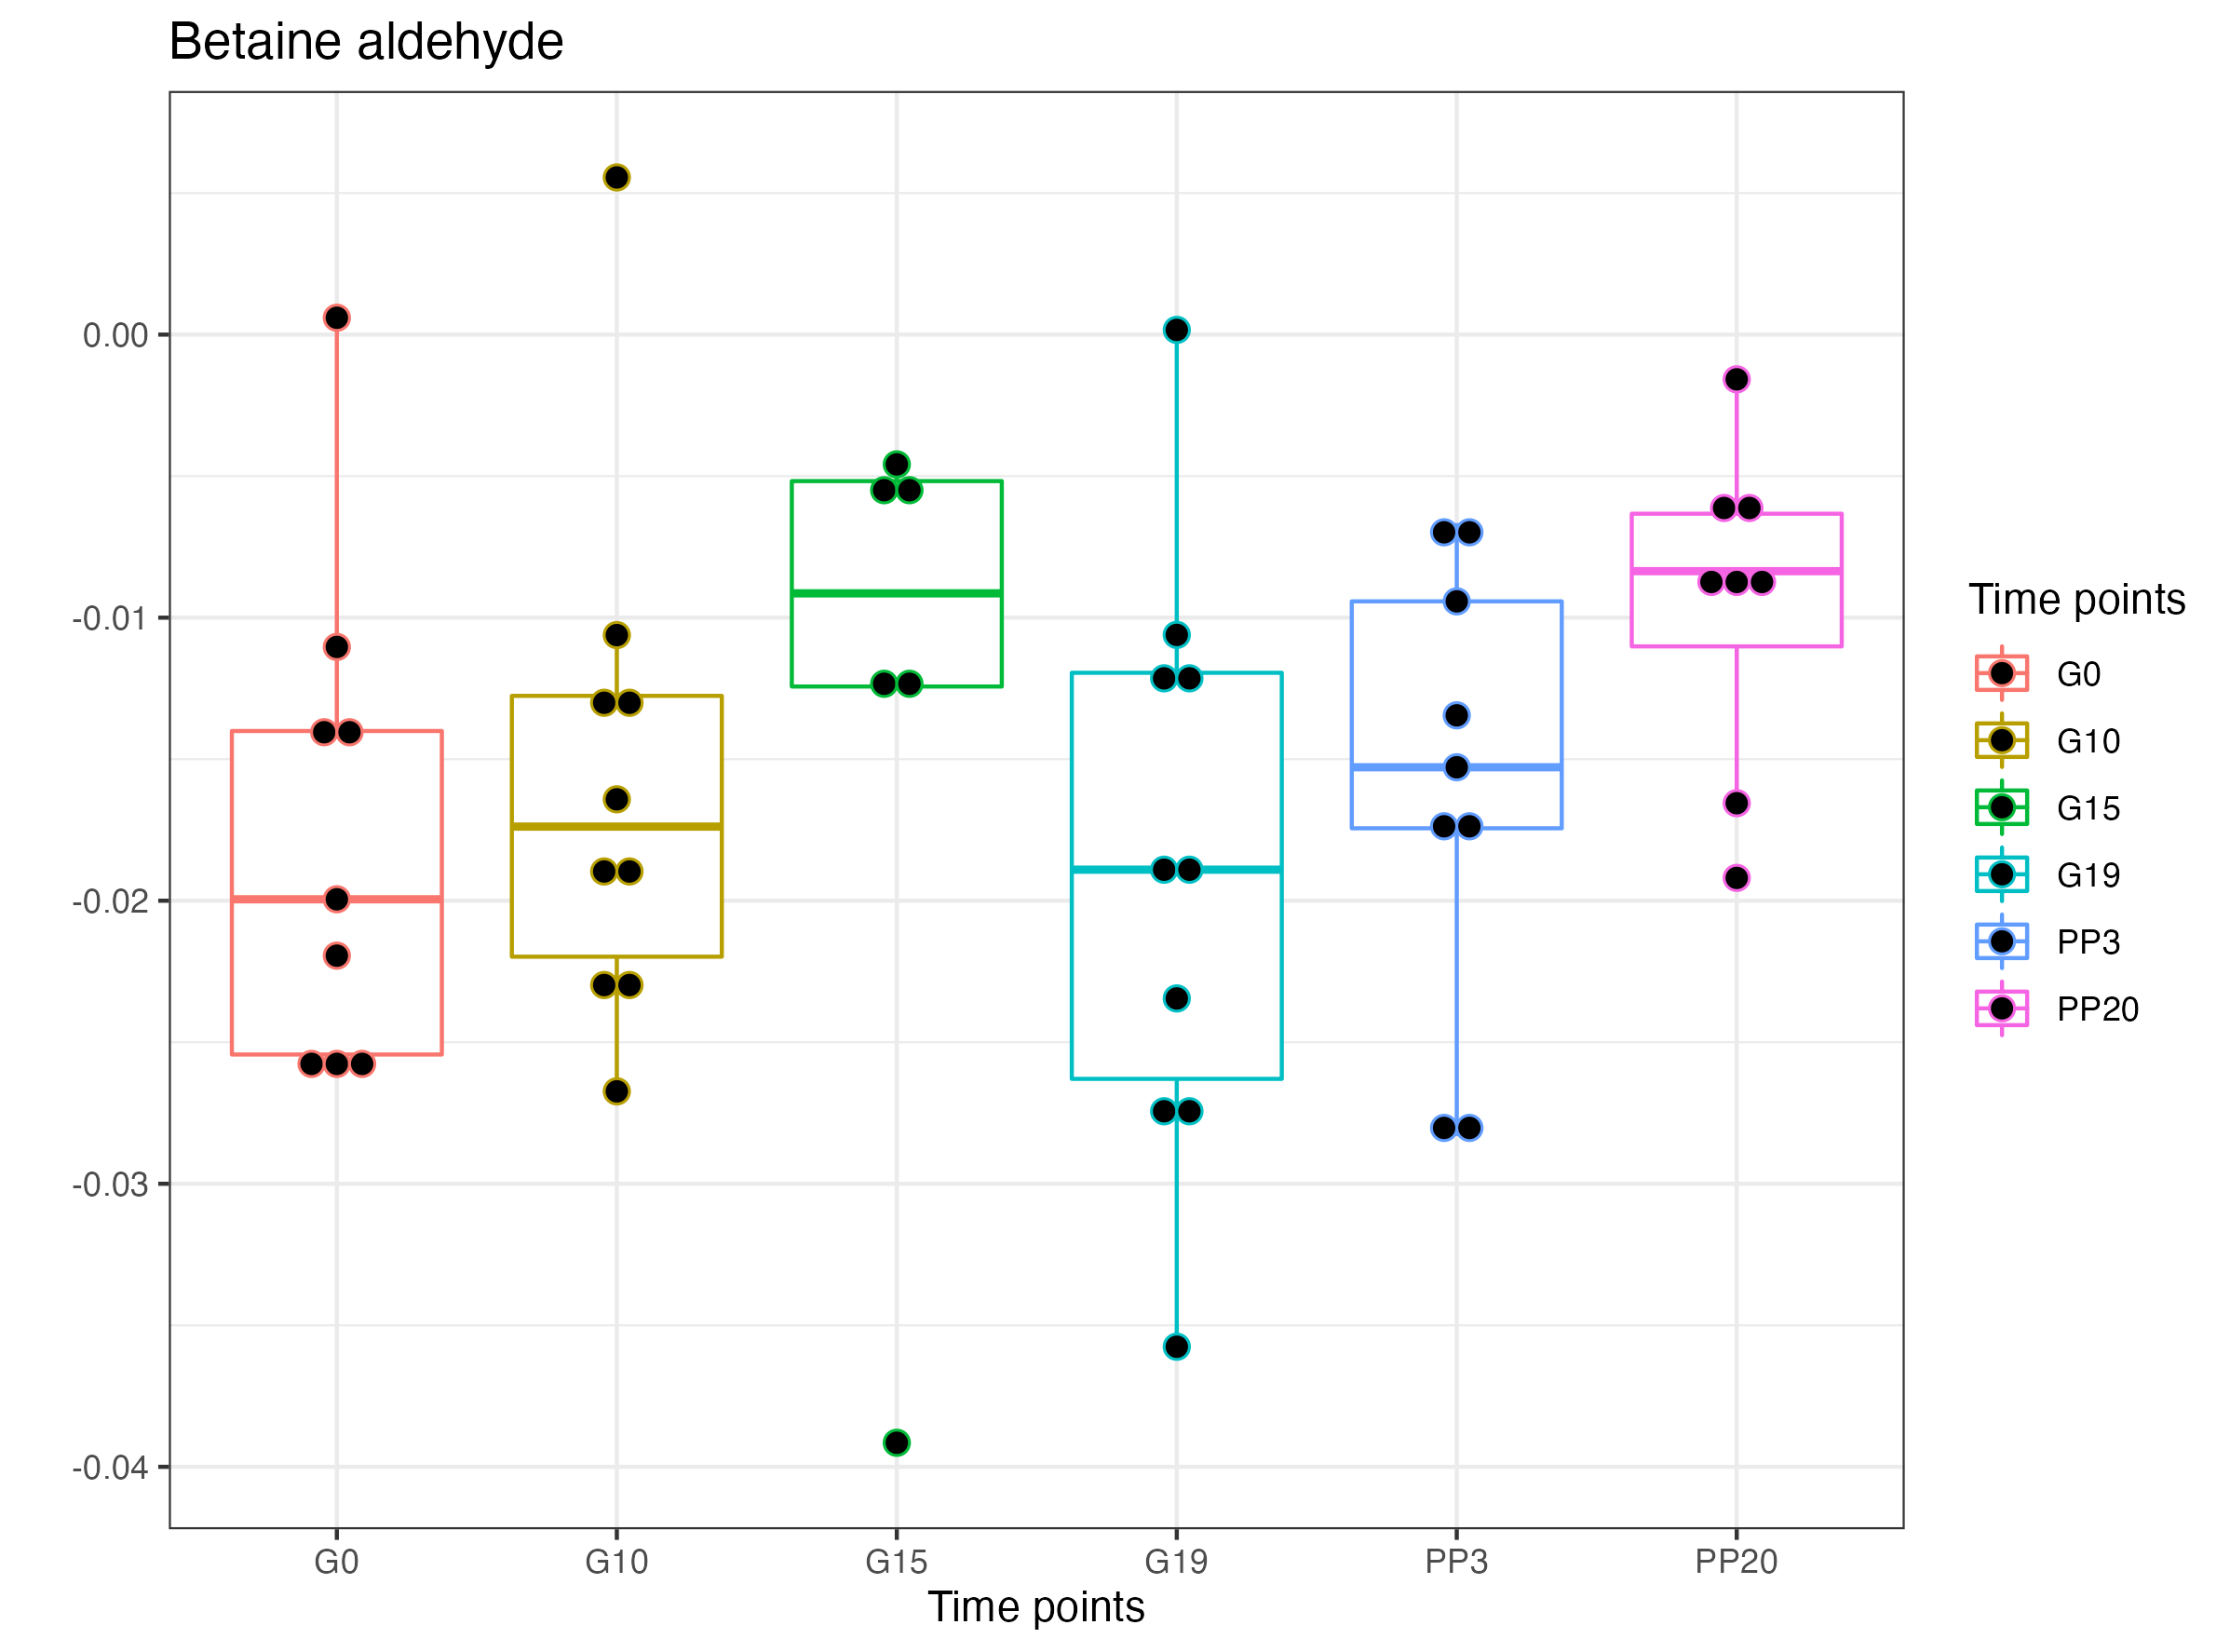 Betaine aldehyde
0.00
-0.01
-0.02
-0.03
-0.04
G0
G10
G15
G19
PP3
PP20
Time points
Time points
G0
G10
G15
G19
PP3
PP20